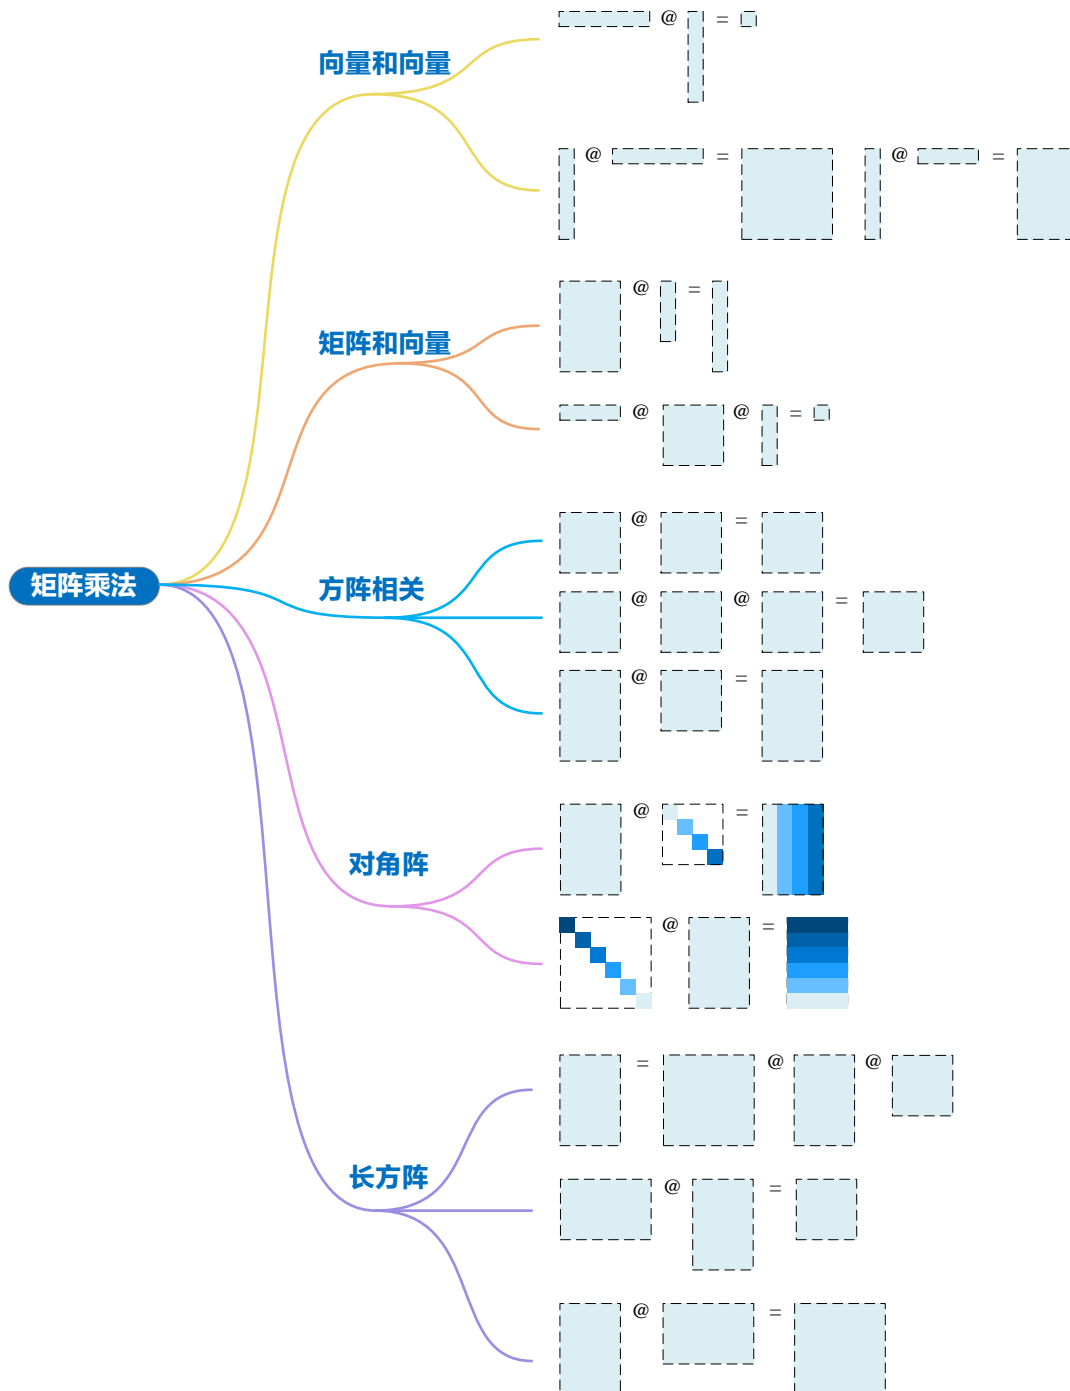 @ =
向量和向量
@ = @ =
@ =
矩阵和向量
@ @ =
@ =
矩阵乘法
方阵相关
@ @ =
@ =
@ =
对角阵
@ =
= @ @
长方阵
@ =
@ =